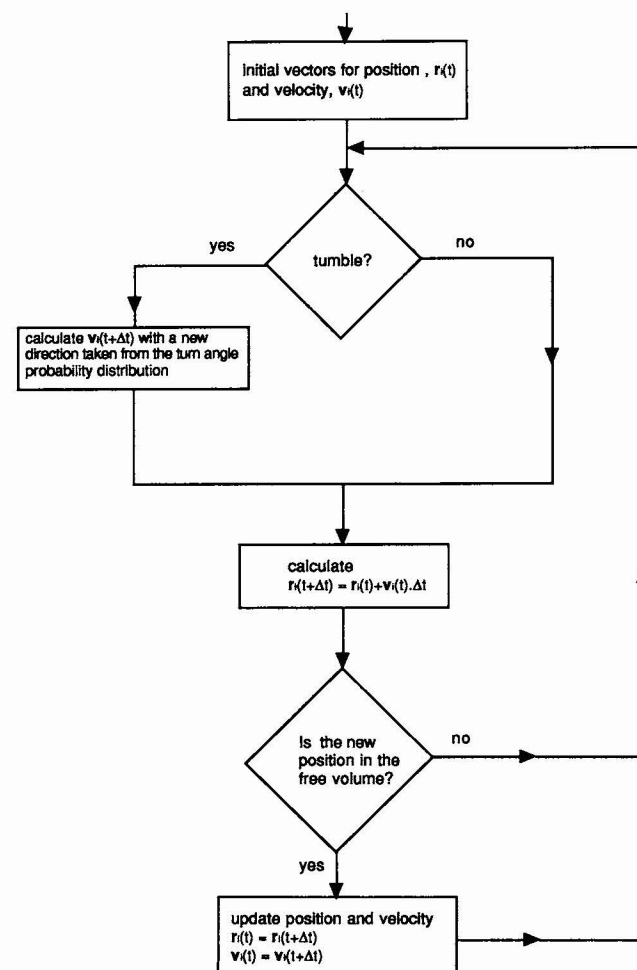 initial vectors for position , rᵢ(t)
and velocity, vᵢ(t)
yes
tumble?
no
calculate vᵢ(t+Δt) with a new
direction taken from the turn angle
probability distribution
calculate
rᵢ(t+Δt) = rᵢ(t)+vᵢ(t).Δt
Is the new
position in the
free volume?
no
yes
update position and velocity
rᵢ(t) = rᵢ(t+Δt)
vᵢ(t) = vᵢ(t+Δt)